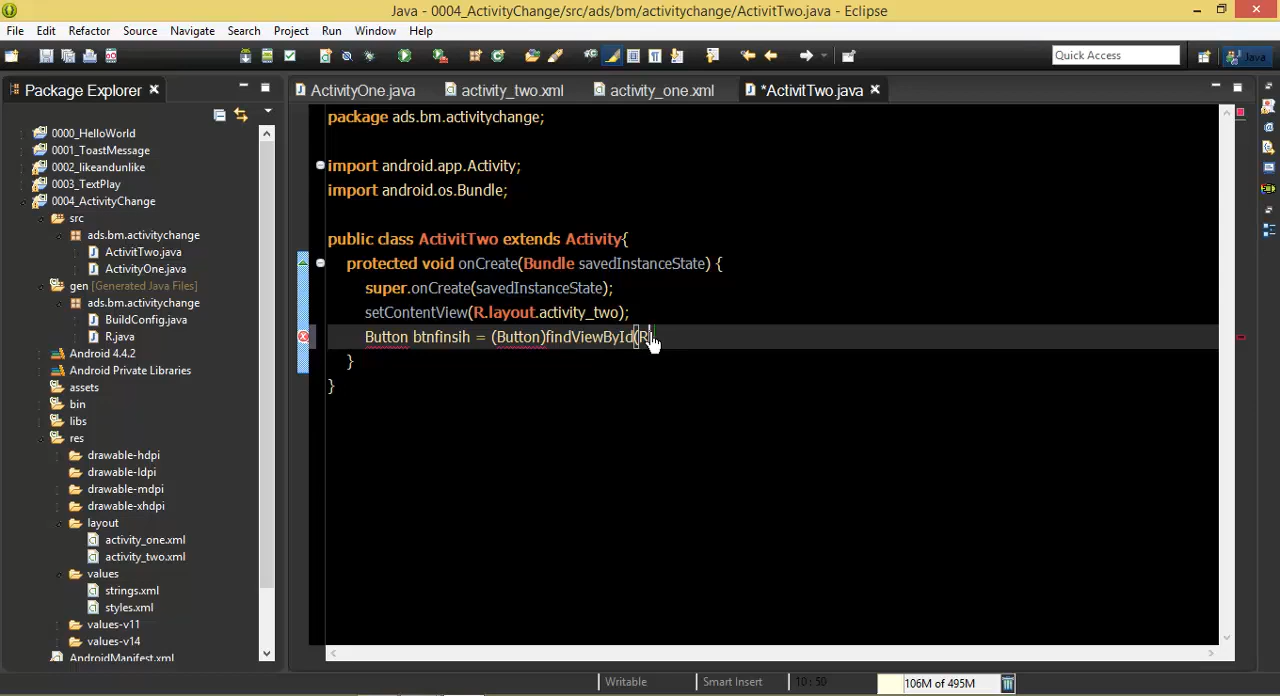 Java - 0004_ActivityChange/src/ads/bm/activitychange/ActivitTwo.java - Eclipse
File Edit Refactor Source Navigate Search Project Run Window Help
Quick Access
Java
Package Explorer
ActivityOne.java
activity_two.xml
activity_one.xml
*ActivitTwo.java
0000_HelloWorld
0001_ToastMessage
0002_likeandunlike
0003_TextPlay
0004_ActivityChange
src
ads.bm.activitychange
ActivitTwo.java
ActivityOne.java
gen [Generated Java Files]
ads.bm.activitychange
BuildConfig.java
R.java
Android 4.4.2
Android Private Libraries
assets
bin
libs
res
drawable-hdpi
drawable-ldpi
drawable-mdpi
drawable-xhdpi
layout
activity_one.xml
activity_two.xml
values
strings.xml
styles.xml
values-v11
values-v14
AndroidManifest.xml
package ads.bm.activitychange;
import android.app.Activity;
import android.os.Bundle;
public class ActivitTwo extends Activity{
protected void onCreate(Bundle savedInstanceState) {
super.onCreate(savedInstanceState);
setContentView(R.layout.activity_two);
Button btnfinsih = (Button)findViewById(R
}
}
Writable
Smart Insert
10 : 50
106M of 495M